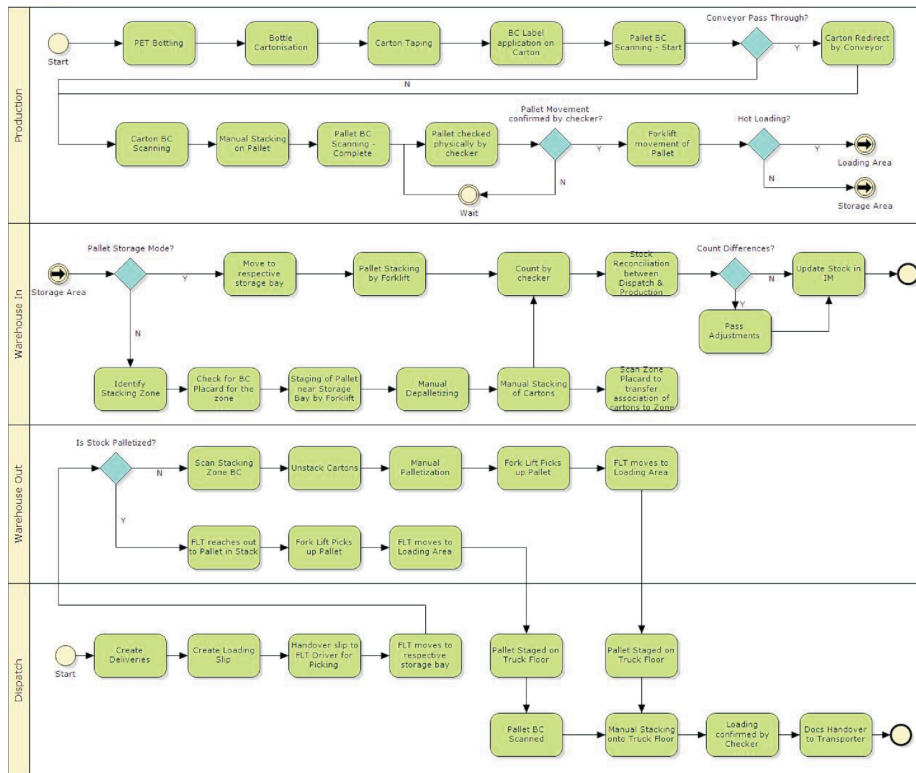 Production
Conveyor Pass Through?
Start
PET Bottling
Bottle
Cartonisation
Carton Taping
BC Label
application on
Carton
Pallet BC
Scanning - Start
Y
Carton Redirect
by Conveyor
N
Carton BC
Scanning
Manual Stacking
on Pallet
Pallet BC
Scanning -
Complete
Pallet checked
physically by
checker
Pallet Movement
confirmed by checker?
Y
N
Wait
Forklift
movement of
Pallet
Hot Loading?
Y
Loading Area
N
Storage Area
Warehouse In
Storage Area
Pallet Storage Mode?
Y
Move to
respective
storage bay
Pallet Stacking
by Forklift
Count by
checker
Stock
Reconciliation
between
Dispatch &
Production
Count Differences?
N
Update Stock in
IM
Y
Pass
Adjustments
N
Identify
Stacking Zone
Check for BC
Placard for the
zone
Staging of Pallet
near Storage
Bay by Forklift
Manual
Depalletizing
Manual Stacking
of Cartons
Scan Zone
Placard to
transfer
association of
cartons to Zone
Warehouse Out
Is Stock Palletized?
N
Scan Stacking
Zone BC
Unstack Cartons
Manual
Palletization
Fork Lift Picks
up Pallet
FLT moves to
Loading Area
Y
FLT reaches out
to Pallet in Stack
Fork Lift Picks
up Pallet
FLT moves to
Loading Area
Dispatch
Start
Create
Deliveries
Create Loading
Slip
Handover slip to
FLT Driver for
Picking
FLT moves to
respective
storage bay
Pallet Staged on
Truck Floor
Pallet Staged on
Truck Floor
Pallet BC
Scanned
Manual Stacking
onto Truck Floor
Loading
confirmed by
Checker
Docs Handover
to Transporter